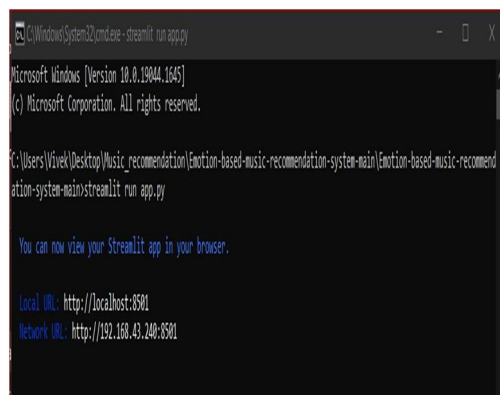 C:\Windows\System32\cmd.exe - streamlit run app.py
Microsoft Windows [Version 10.0.19044.1645]
(c) Microsoft Corporation. All rights reserved.
C:\Users\Vivek\Desktop\Music_recommendation\Emotion-based-music-recommendation-system-main\Emotion-based-music-recommend
ation-system-main>streamlit run app.py
You can now view your Streamlit app in your browser.
Local URL: http://localhost:8501
Network URL: http://192.168.43.240:8501